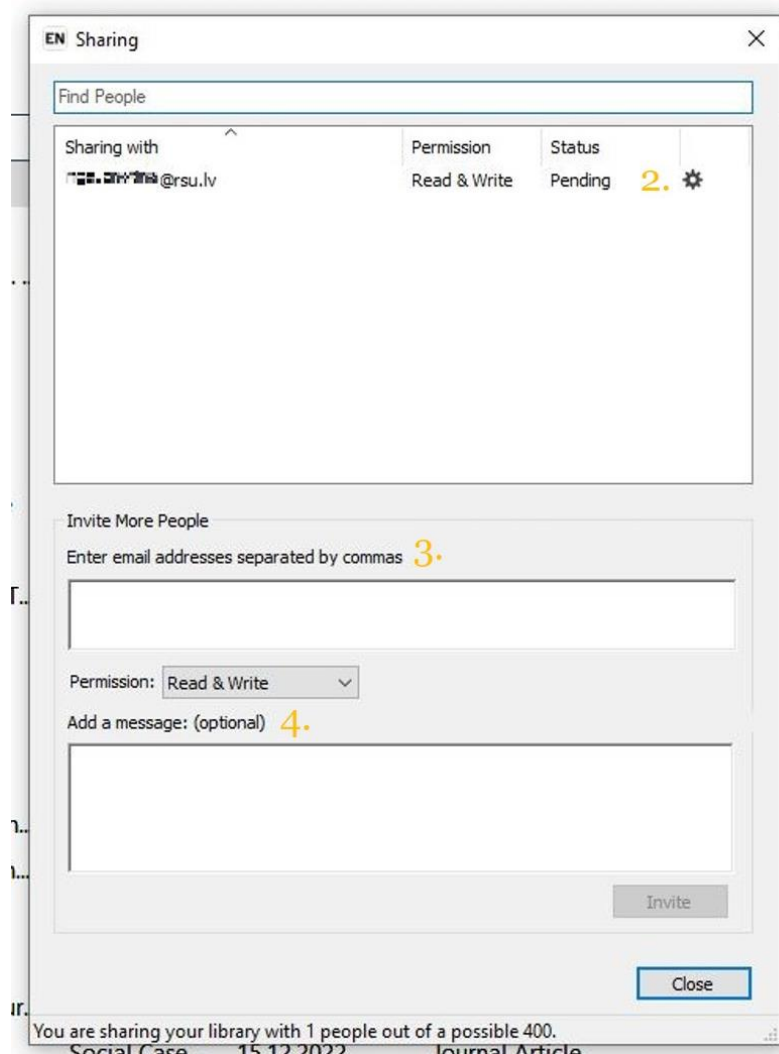 EN Sharing
Find People
Sharing with Permission Status
@rsu.lv Read & Write Pending 2.
Invite More People
Enter email addresses separated by commas 3.
T..
Permission: Read & Write
Add a message: (optional) 4.
n..
n...
Invite
Close
ur.
You are sharing your library with 1 people out of a possible 400.
Social Case 15.12.2022 Journal Article